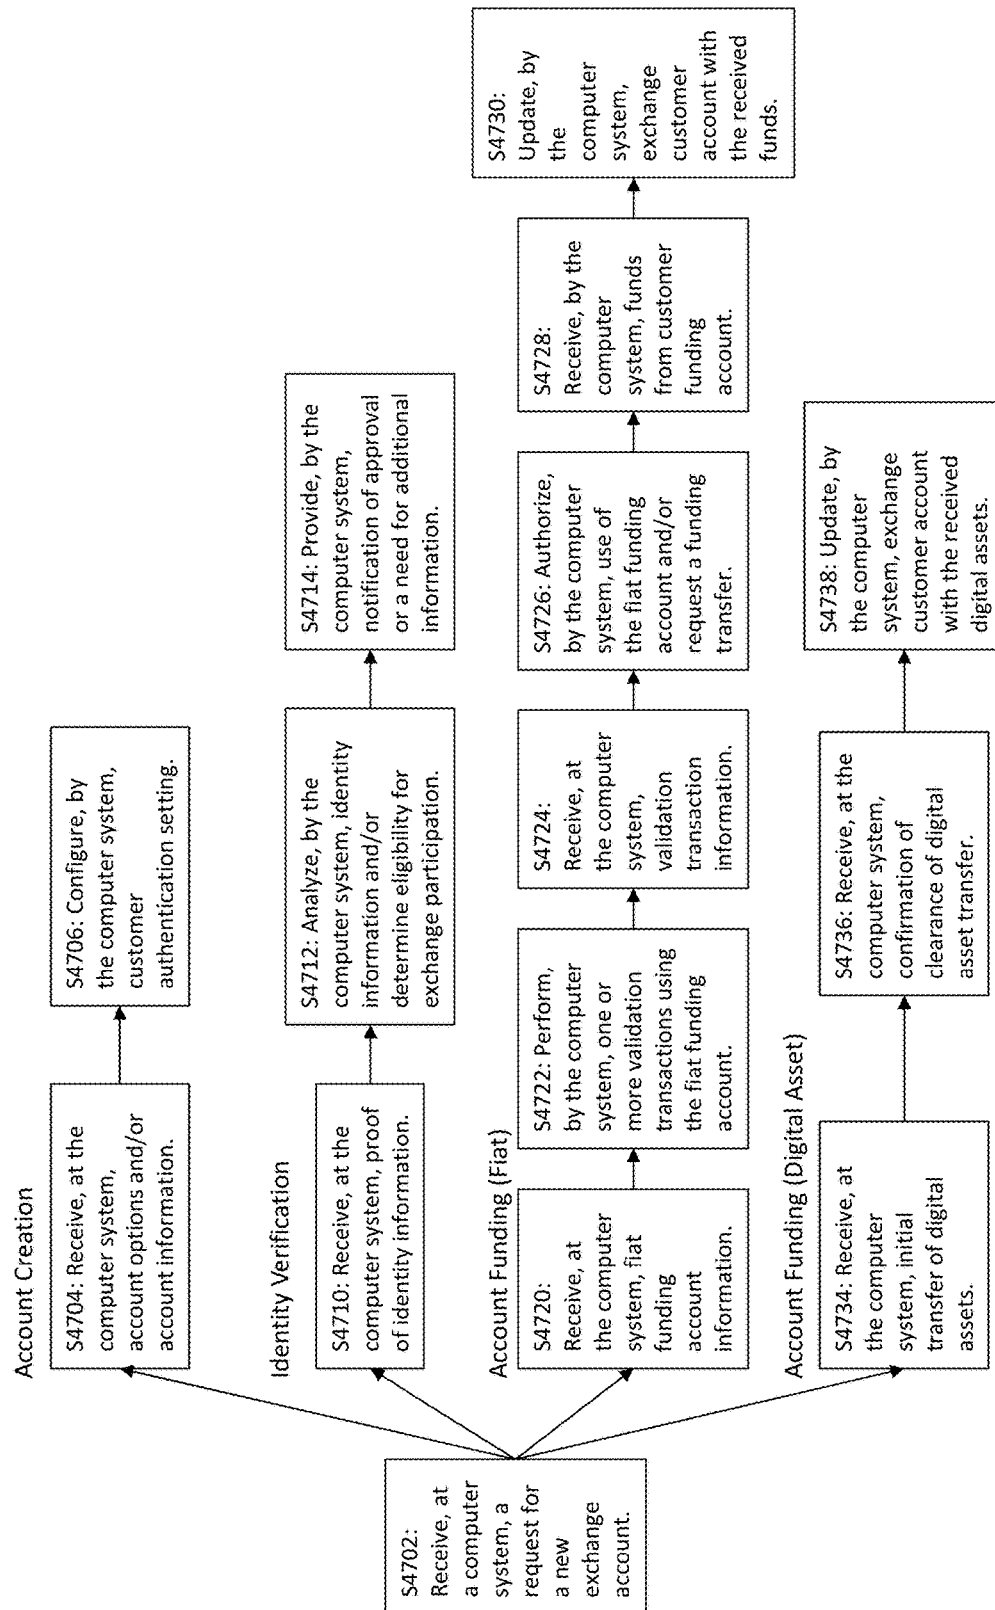 S4702:
Receive, at
a computer
system, a
request for
a new
exchange
account.
Account Creation
S4704: Receive, at the
computer system,
account options and/or
account information.
S4706: Configure, by
the computer system,
customer
authentication setting.
Identity Verification
S4710: Receive, at the
computer system, proof
of identity information.
S4712: Analyze, by the
computer system, identity
information and/or
determine eligibility for
exchange participation.
S4714: Provide, by the
computer system,
notification of approval
or a need for additional
information.
Account Funding (Fiat)
S4720:
Receive, at
the computer
system, fiat
funding
account
information.
S4722: Perform,
by the computer
system, one or
more validation
transactions using
the fiat funding
account.
S4724:
Receive, at
the computer
system,
validation
transaction
information.
S4726: Authorize,
by the computer
system, use of
the fiat funding
account and/or
request a funding
transfer.
S4728:
Receive, by the
computer
system, funds
from customer
funding
account.
S4730:
Update, by
the
computer
system,
exchange
customer
account with
the received
funds.
Account Funding (Digital Asset)
S4734: Receive, at
the computer
system, initial
transfer of digital
assets.
S4736: Receive, at the
computer system,
confirmation of
clearance of digital
asset transfer.
S4738: Update, by
the computer
system, exchange
customer account
with the received
digital assets.